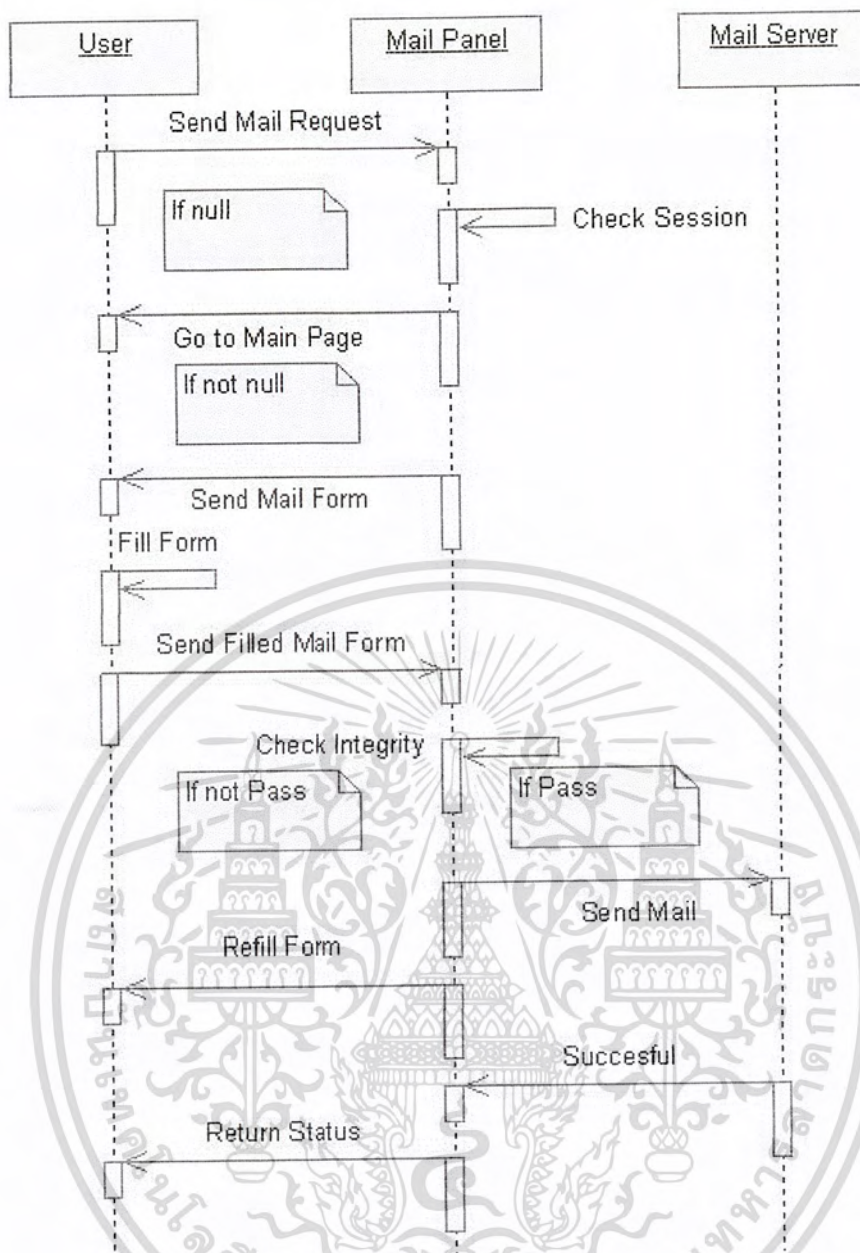 User
Mail Panel
Mail Server
Send Mail Request
If null
Check Session
Go to Main Page
If not null
Send Mail Form
Fill Form
Send Filled Mail Form
Check Integrity
If not Pass
If Pass
Send Mail
Refill Form
Succesful
Return Status